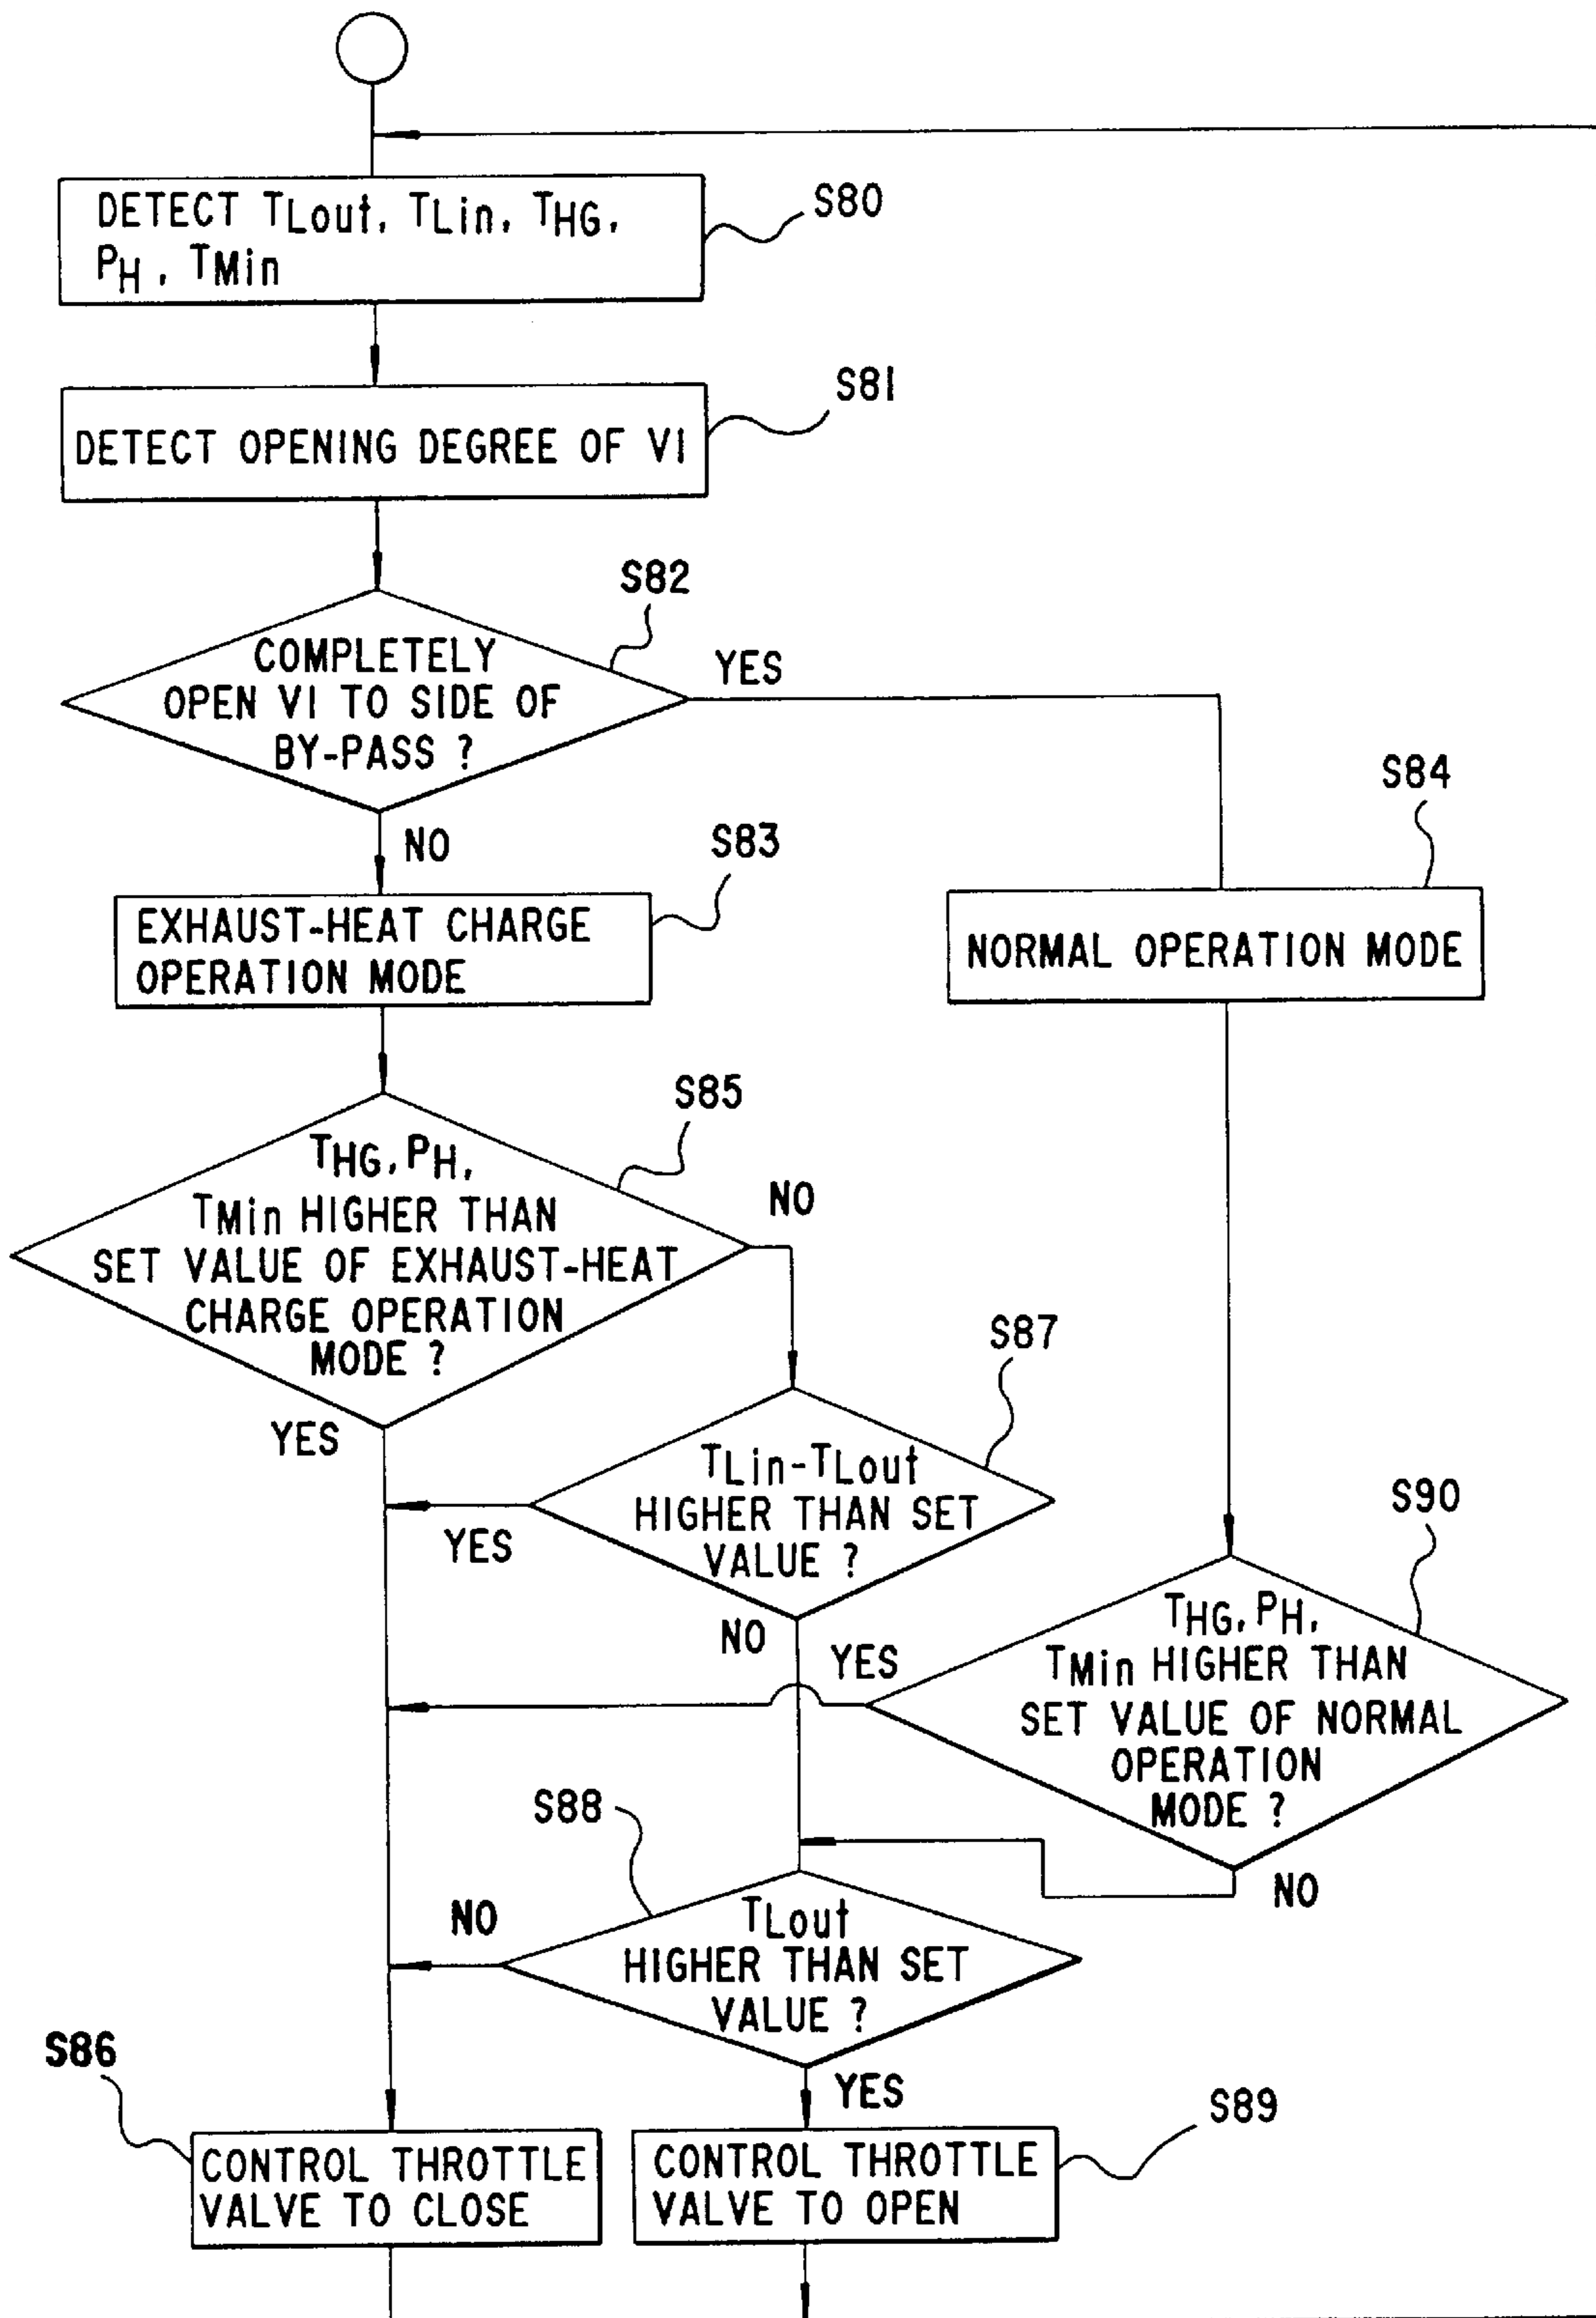 DETECT TLout, TLin, THG,
PH, TMin
S80
DETECT OPENING DEGREE OF V1
S81
S82
COMPLETELY
OPEN V1 TO SIDE OF
BY-PASS ?
YES
NO
S83
EXHAUST-HEAT CHARGE
OPERATION MODE
S84
NORMAL OPERATION MODE
S85
THG, PH,
TMin HIGHER THAN
SET VALUE OF EXHAUST-HEAT
CHARGE OPERATION
MODE ?
NO
YES
S87
TLin-TLout
HIGHER THAN SET
VALUE ?
YES
NO
S90
THG, PH,
TMin HIGHER THAN
SET VALUE OF NORMAL
OPERATION
MODE ?
YES
NO
S88
TLout
HIGHER THAN SET
VALUE ?
NO
YES
S86
CONTROL THROTTLE
VALVE TO CLOSE
S89
CONTROL THROTTLE
VALVE TO OPEN